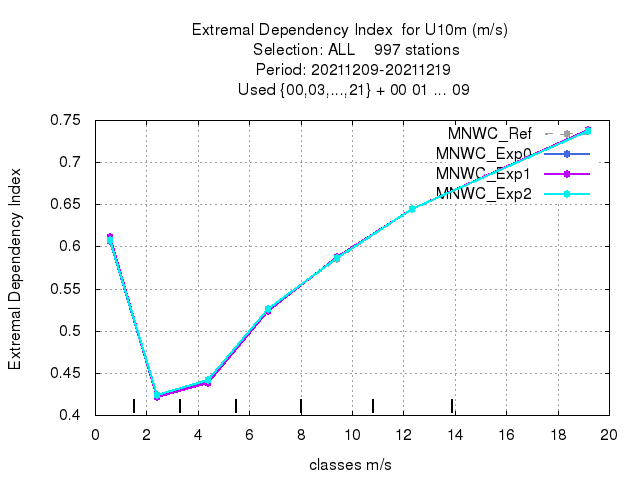 Extremal Dependency Index  for U10m (m/s)
Selection: ALL    997 stations
Period: 20211209-20211219
Used {00,03,...,21} + 00 01 ... 09
Extremal Dependency Index
0.75
0.7
0.65
0.6
0.55
0.5
0.45
0.4
MNWC_Ref
MNWC_Exp0
MNWC_Exp1
MNWC_Exp2
0 2 4 6 8 10 12 14 16 18 20
classes m/s